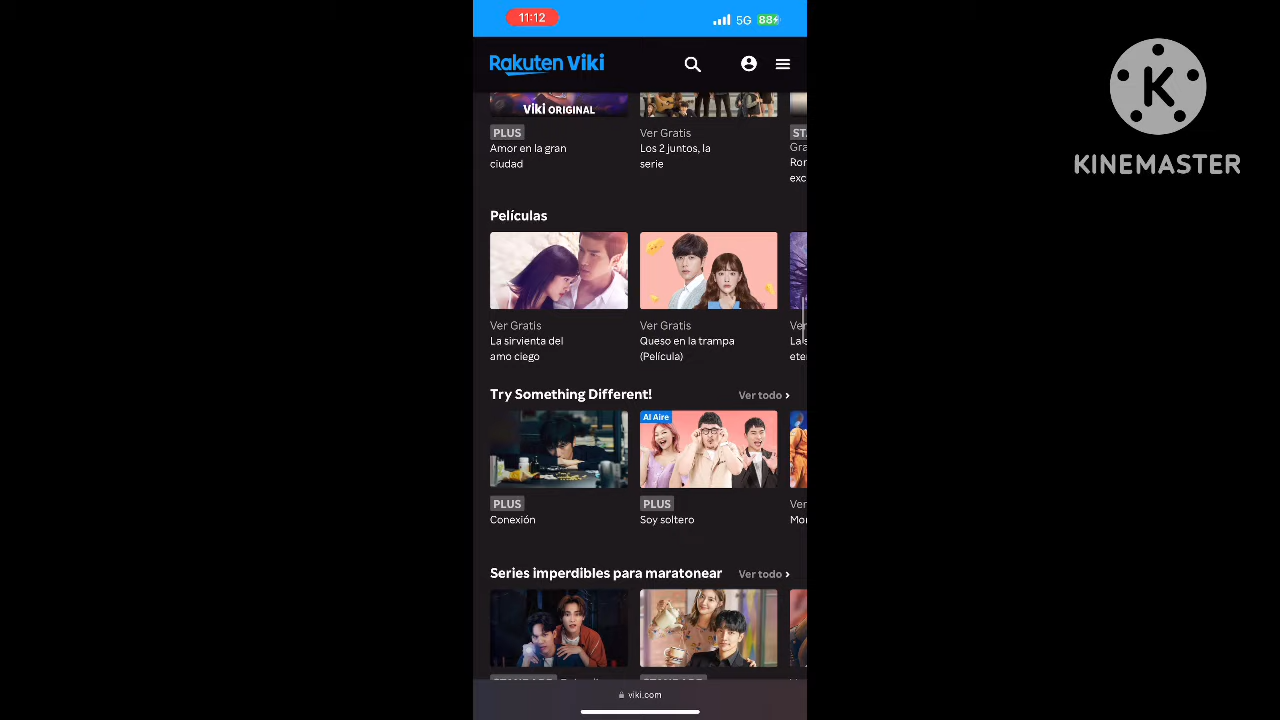 11:12
5G 88
Rakuten Viki
KINEMASTER
Viki ORIGINAL
PLUS
Amor en la gran
ciudad
Ver Gratis
Los 2 juntos, la
serie
Películas
Ver Gratis
La sirvienta del
amo ciego
Ver Gratis
Queso en la trampa
(Película)
Try Something Different!
Ver todo
Al Aire
PLUS
Conexión
PLUS
Soy soltero
Series imperdibles para maratonear
Ver todo
viki.com